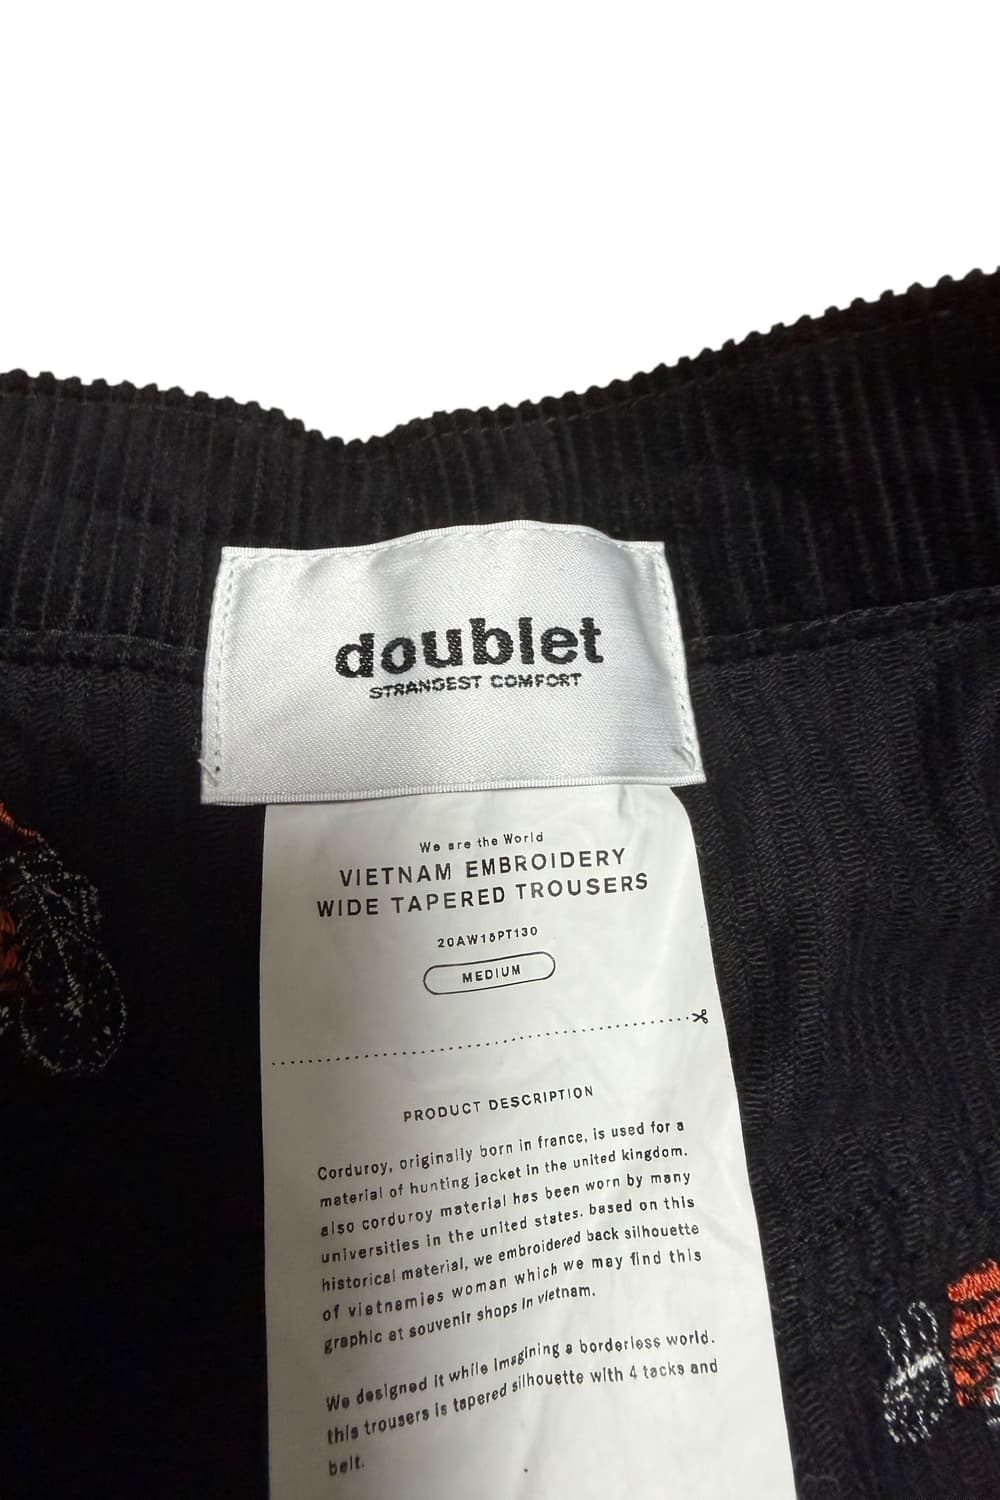 doublet
STRANGEST COMFORT
We are the World
VIETNAM EMBROIDERY
WIDE TAPERED TROUSERS
20AW15PT130
MEDIUM
PRODUCT DESCRIPTION
Corduroy, originally born in france, is used for a
material of hunting jacket in the united kingdom.
also corduroy material has been worn by many
universities in the united states. based on this
historical material, we embroidered back silhouette
of vietnamies woman which we may find this
graphic at souvenir shops in vietnam.
We designed it while imagining a borderless world.
this trousers is tapered silhouette with 4 tacks and
belt.